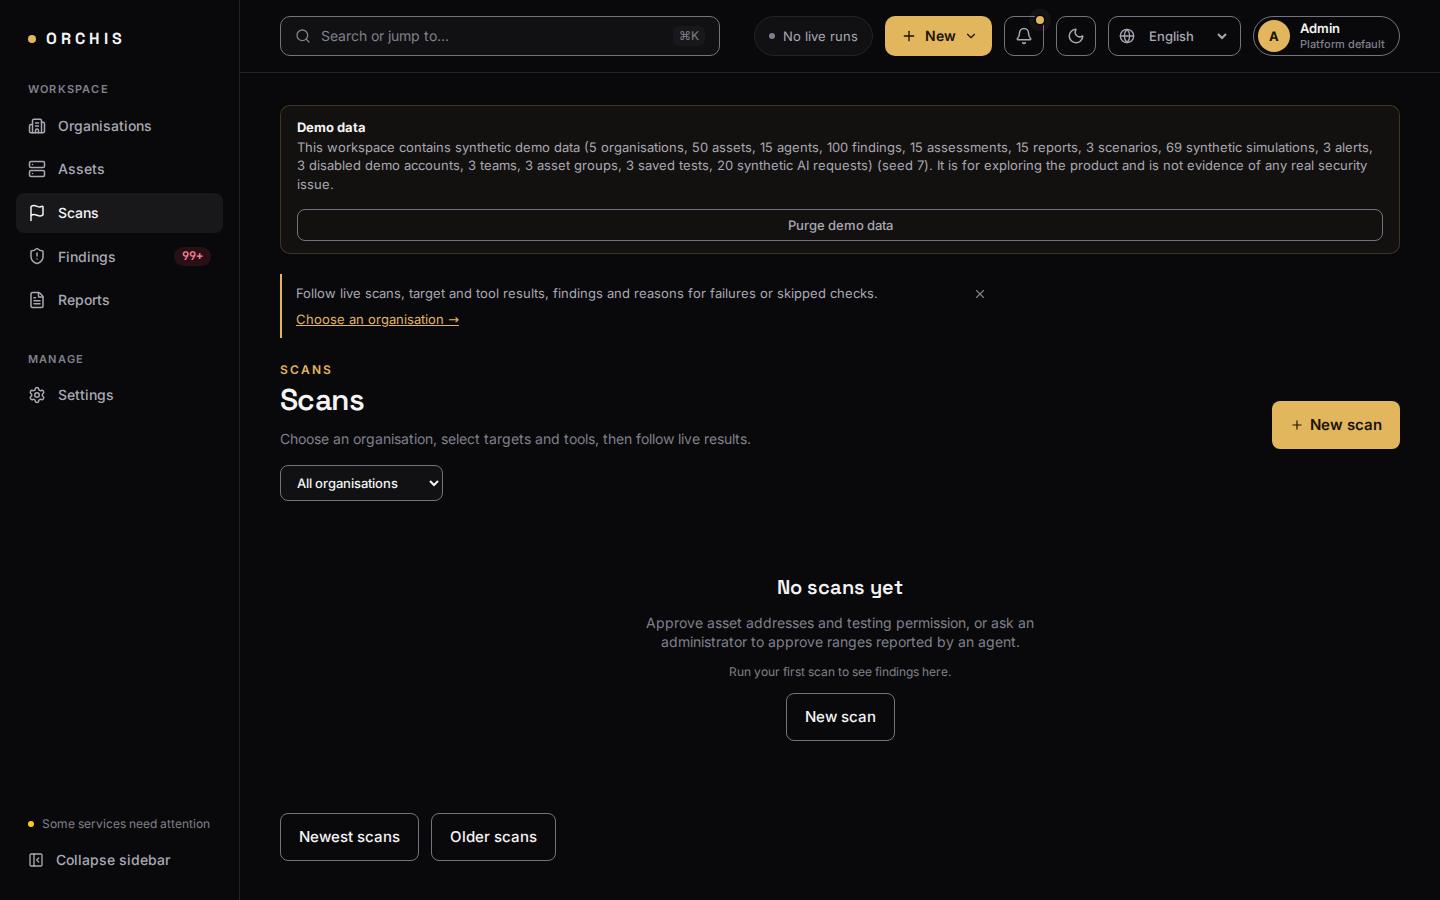 ORCHIS
Search or jump to...
⌘K
No live runs
New
English
A
Admin
Platform default
WORKSPACE
Organisations
Assets
Scans
Findings
99+
Reports
MANAGE
Settings
Some services need attention
Collapse sidebar
Demo data
This workspace contains synthetic demo data (5 organisations, 50 assets, 15 agents, 100 findings, 15 assessments, 15 reports, 3 scenarios, 69 synthetic simulations, 3 alerts,
3 disabled demo accounts, 3 teams, 3 asset groups, 3 saved tests, 20 synthetic AI requests) (seed 7). It is for exploring the product and is not evidence of any real security
issue.
Purge demo data
Follow live scans, target and tool results, findings and reasons for failures or skipped checks.
Choose an organisation →
SCANS
Scans
Choose an organisation, select targets and tools, then follow live results.
+ New scan
All organisations
No scans yet
Approve asset addresses and testing permission, or ask an
administrator to approve ranges reported by an agent.
Run your first scan to see findings here.
New scan
Newest scans
Older scans